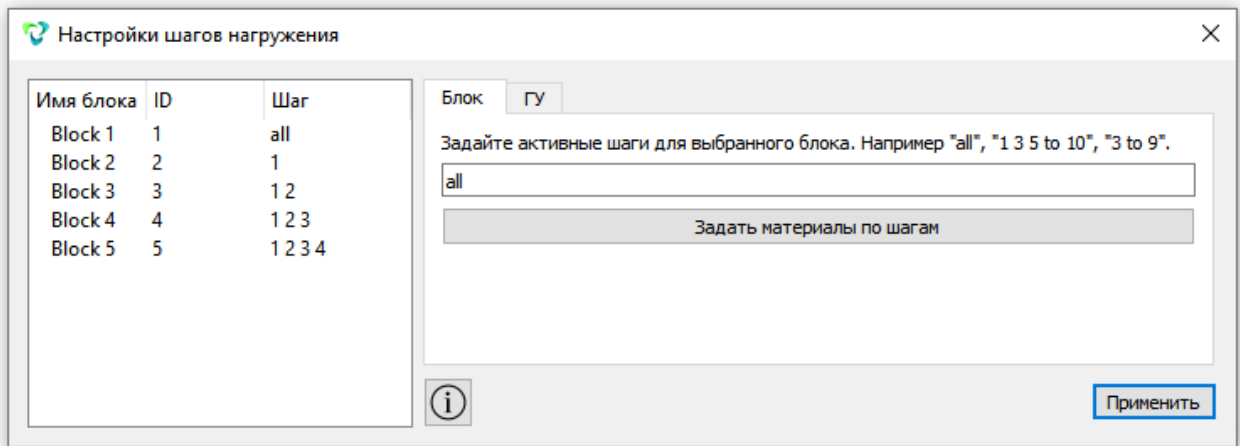 Настройки шагов нагружения
Имя блока ID Шаг
Block 1 1 all
Block 2 2 1
Block 3 3 1 2
Block 4 4 1 2 3
Block 5 5 1 2 3 4
Блок ГУ
Задайте активные шаги для выбранного блока. Например "all", "1 3 5 to 10", "3 to 9".
all
Задать материалы по шагам
Применить